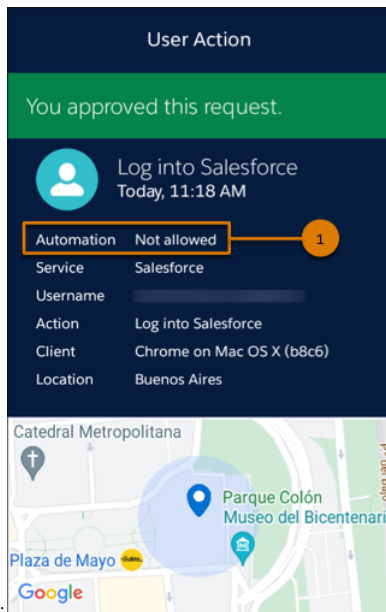 User Action
You approved this request.
Log into Salesforce
Today, 11:18 AM
Automation Not allowed
1
Service Salesforce
Username
Action Log into Salesforce
Client Chrome on Mac OS X (b8c6)
Location Buenos Aires
Catedral Metropolitana
Parque Colón
Museo del Bicentenari
Plaza de Mayo
Subte.
Google